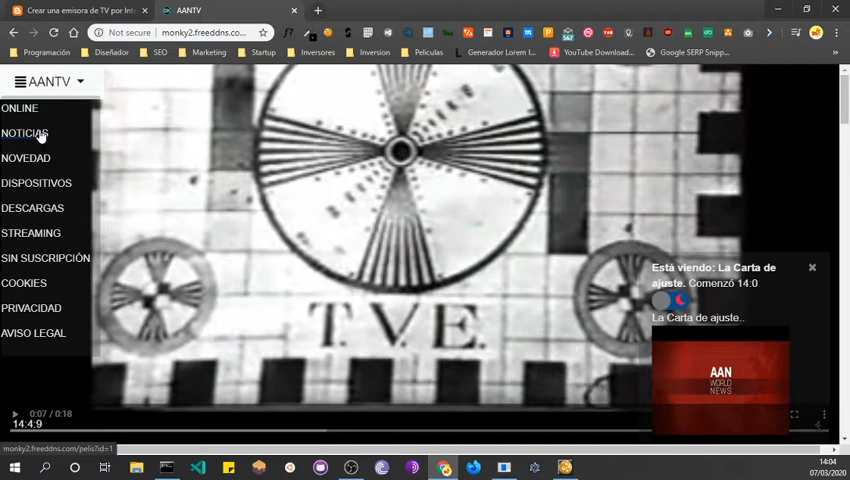 Crear una emisora de TV por Inte
AANTV
Not secure
monky2.freeddns.co...
Programación
Diseñador
SEO
Marketing
Startup
Inversores
Inversion
Peliculas
Generador Lorem I...
YouTube Download...
Google SERP Snipp...
AANTV
ONLINE
NOTICIAS
NOVEDAD
DISPOSITIVOS
DESCARGAS
STREAMING
SIN SUSCRIPCIÓN
COOKIES
PRIVACIDAD
AVISO LEGAL
T.V.E.
Está viendo: La Carta de
ajuste. Comenzó 14:0
La Carta de ajuste..
AAN
WORLD
NEWS
0:07 / 0:18
14:4:9
monky2.freeddns.com/pelis?id=1
14:04
07/03/2020